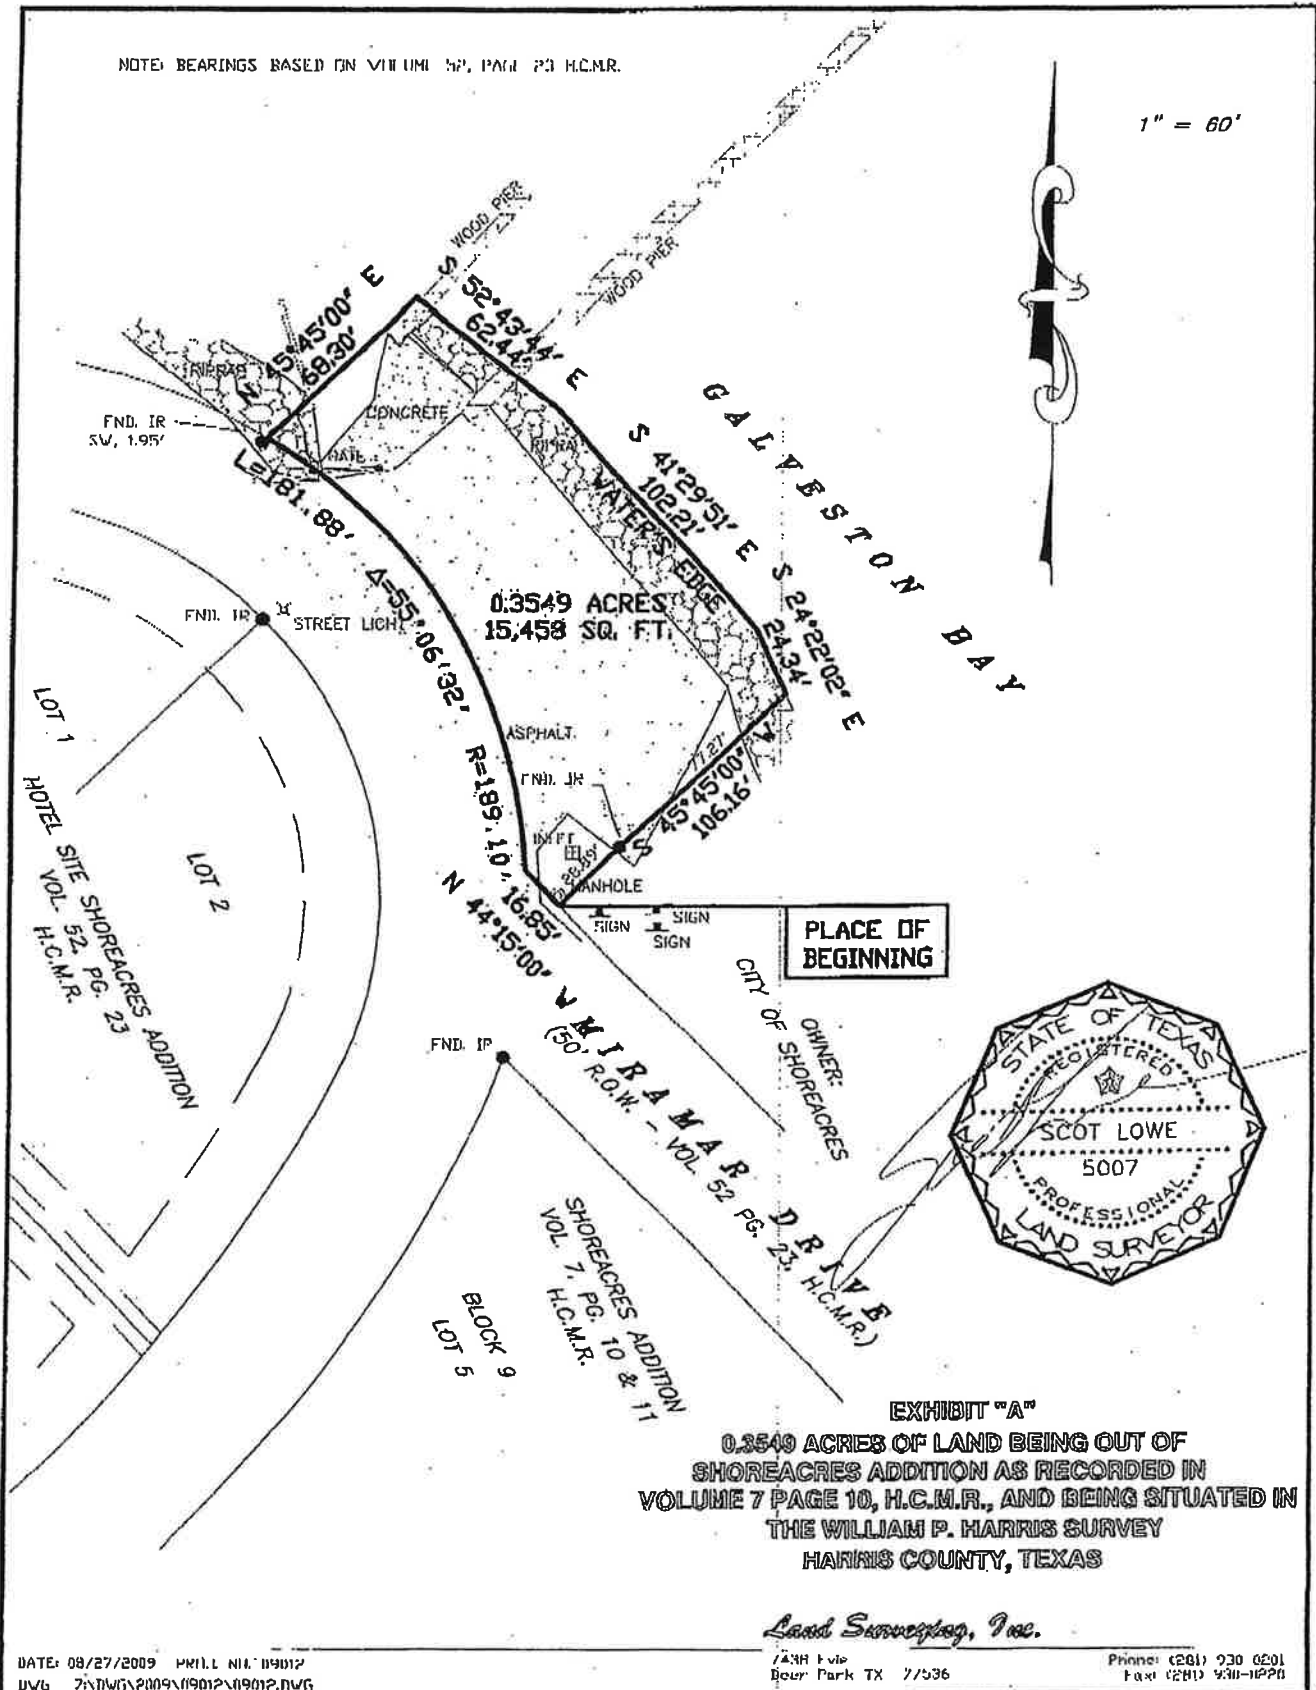 NOTE: BEARINGS BASED ON VOLUME 52, PAGE 23 H.C.M.R.
1" = 60'
WOOD PIER
WOOD PIER
N 45°45'00" E
68.30'
S 52°43'44" E
62.44'
RIPRAP
CONCRETE
FND. IR
SW, 1.95'
GATE
S 41°29'51" E
102.21'
RIPRAP
WATER'S EDGE
GALVESTON BAY
L=181.88'
Δ=55°06'32"
R=189.10'
0.3549 ACRES
15,458 SQ. FT.
S 24°22'02" E
24.34'
FND. IR
STREET LIGHT
LOT 1
ASPHALT
FND. IR
S 45°45'00" W
106.16'
INLET
MANHOLE
SIGN
SIGN
SIGN
PLACE OF
BEGINNING
N 44°15'00" W
16.85'
LOT 2
HOTEL SITE SHOREACRES ADDITION
VOL. 52, PG. 23
H.C.M.R.
FND. IP
MIRAMAR DRIVE
(50' R.O.W. - VOL. 52 PG. 23, H.C.M.R.)
OWNER:
CITY OF SHOREACRES
STATE OF TEXAS
REGISTERED
SCOT LOWE
5007
PROFESSIONAL
LAND SURVEYOR
SHOREACRES ADDITION
VOL. 7, PG. 10 & 11
H.C.M.R.
BLOCK 9
LOT 5
EXHIBIT "A"
0.3549 ACRES OF LAND BEING OUT OF
SHOREACRES ADDITION AS RECORDED IN
VOLUME 7 PAGE 10, H.C.M.R., AND BEING SITUATED IN
THE WILLIAM P. HARRIS SURVEY
HARRIS COUNTY, TEXAS
Land Surveying, Inc.
DATE: 08/27/2009
Deer Park TX 77536
Phone: (281) 930 0201